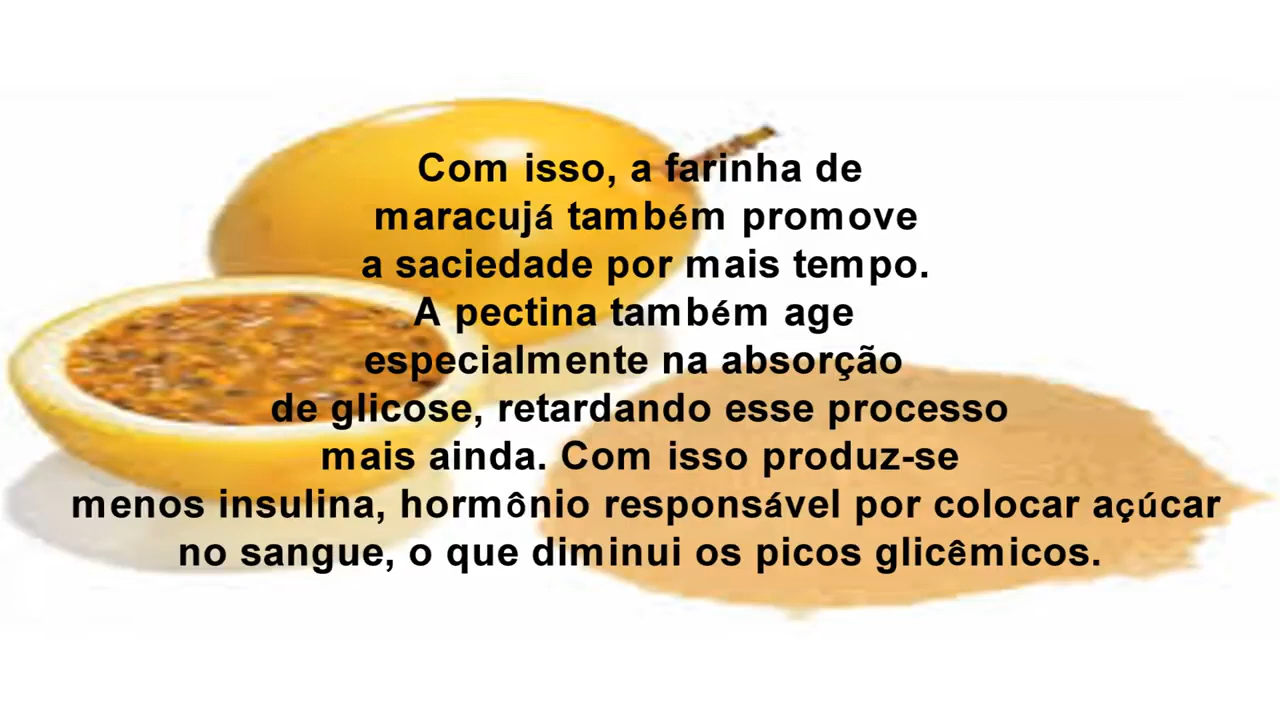 Com isso, a farinha de
maracujá também promove
a saciedade por mais tempo.
A pectina também age
especialmente na absorção
de glicose, retardando esse processo
mais ainda. Com isso produz-se
menos insulina, hormônio responsável por colocar açúcar
no sangue, o que diminui os picos glicêmicos.